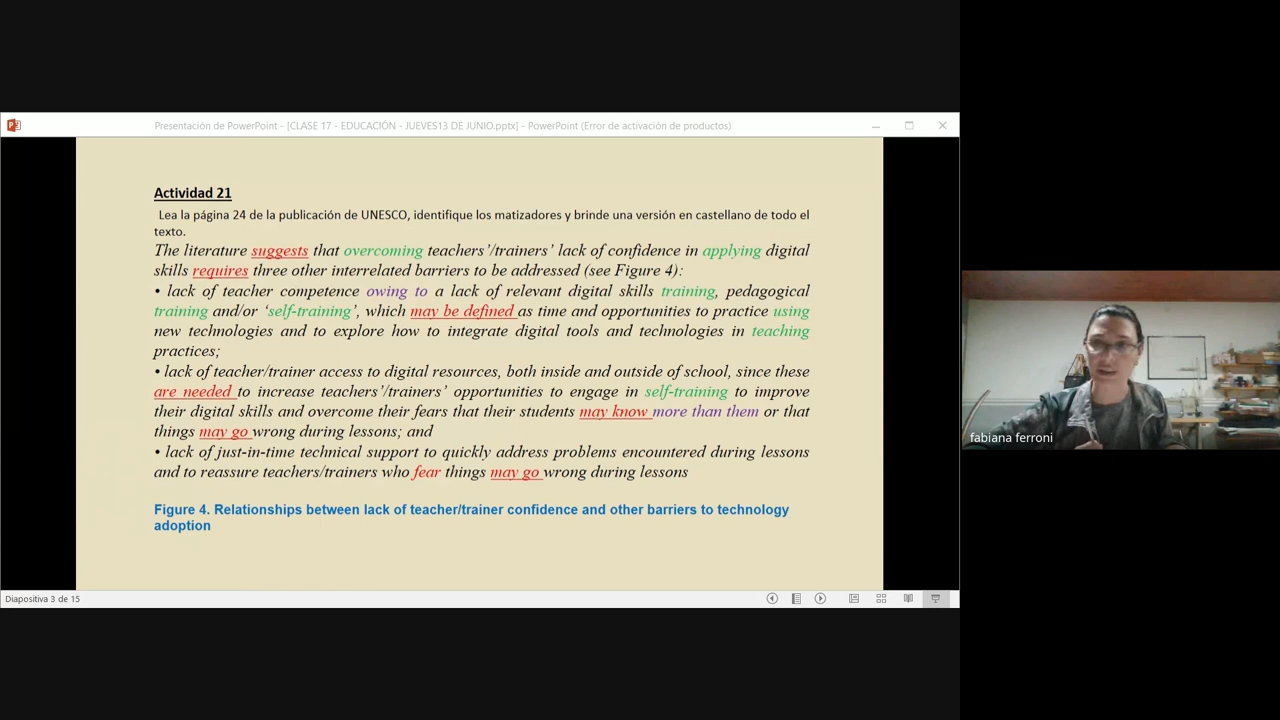 Presentación de PowerPoint - [CLASE 17 - EDUCACIÓN - JUEVES13 DE JUNIO.pptx] - PowerPoint (Error de activación de productos)
Actividad 21
Lea la página 24 de la publicación de UNESCO, identifique los matizadores y brinde una versión en castellano de todo el
texto.
The literature suggests that overcoming teachers’/trainers’ lack of confidence in applying digital
skills requires three other interrelated barriers to be addressed (see Figure 4):
• lack of teacher competence owing to a lack of relevant digital skills training, pedagogical
training and/or ‘self-training’, which may be defined as time and opportunities to practice using
new technologies and to explore how to integrate digital tools and technologies in teaching
practices;
• lack of teacher/trainer access to digital resources, both inside and outside of school, since these
are needed to increase teachers’/trainers’ opportunities to engage in self-training to improve
their digital skills and overcome their fears that their students may know more than them or that
things may go wrong during lessons; and
• lack of just-in-time technical support to quickly address problems encountered during lessons
and to reassure teachers/trainers who fear things may go wrong during lessons
Figure 4. Relationships between lack of teacher/trainer confidence and other barriers to technology
adoption
fabiana ferroni
Diapositiva 3 de 15